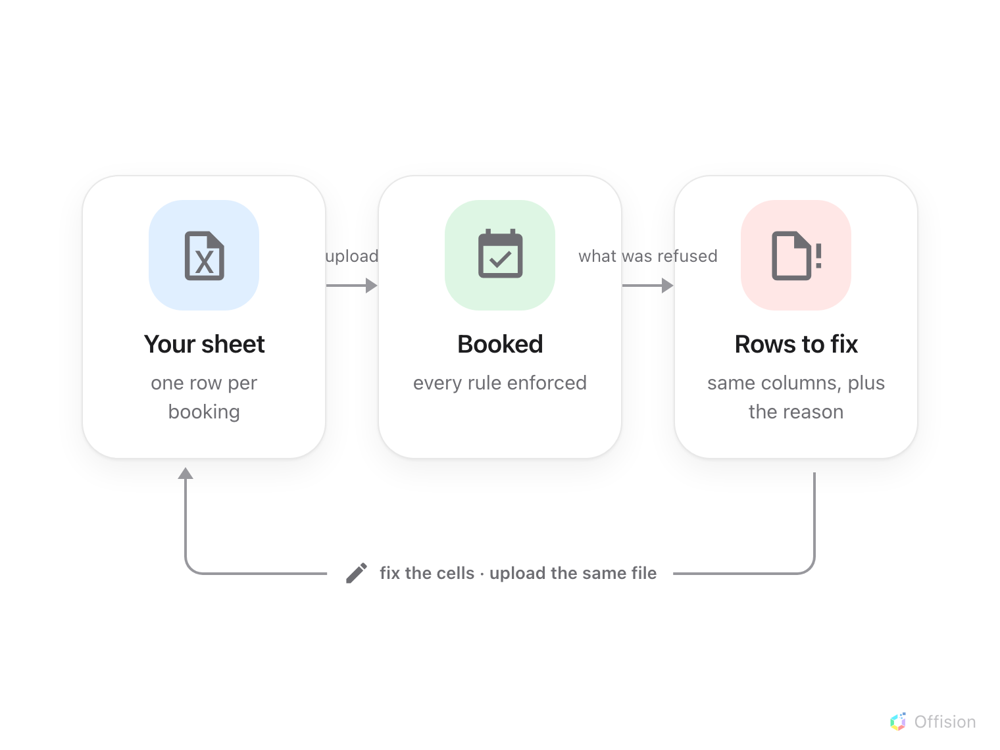 upload
what was refused
Your sheet
one row per
booking
Booked
every rule enforced
Rows to fix
same columns, plus
the reason
fix the cells · upload the same file
Offision